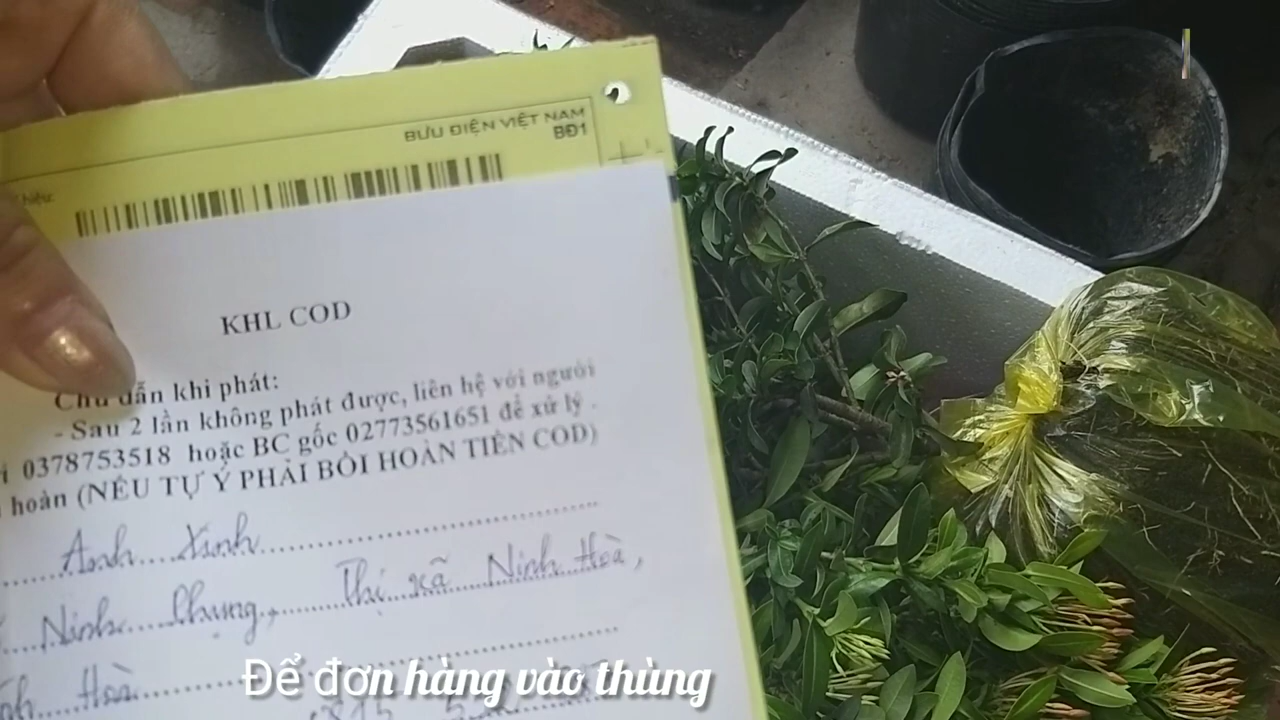 BƯU ĐIỆN VIỆT NAM
BĐ1
KHL COD
Chỉ dẫn khi phát:
- Sau 2 lần không phát được, liên hệ với người
0378753518 hoặc BC gốc 02773561651 để xử lý.
hoàn (NẾU TỰ Ý PHẢI BỒI HOÀN TIỀN COD)
Anh Xinh
Ninh Phụng, Thị xã Ninh Hoà,
Hoà
Để đơn hàng vào thùng